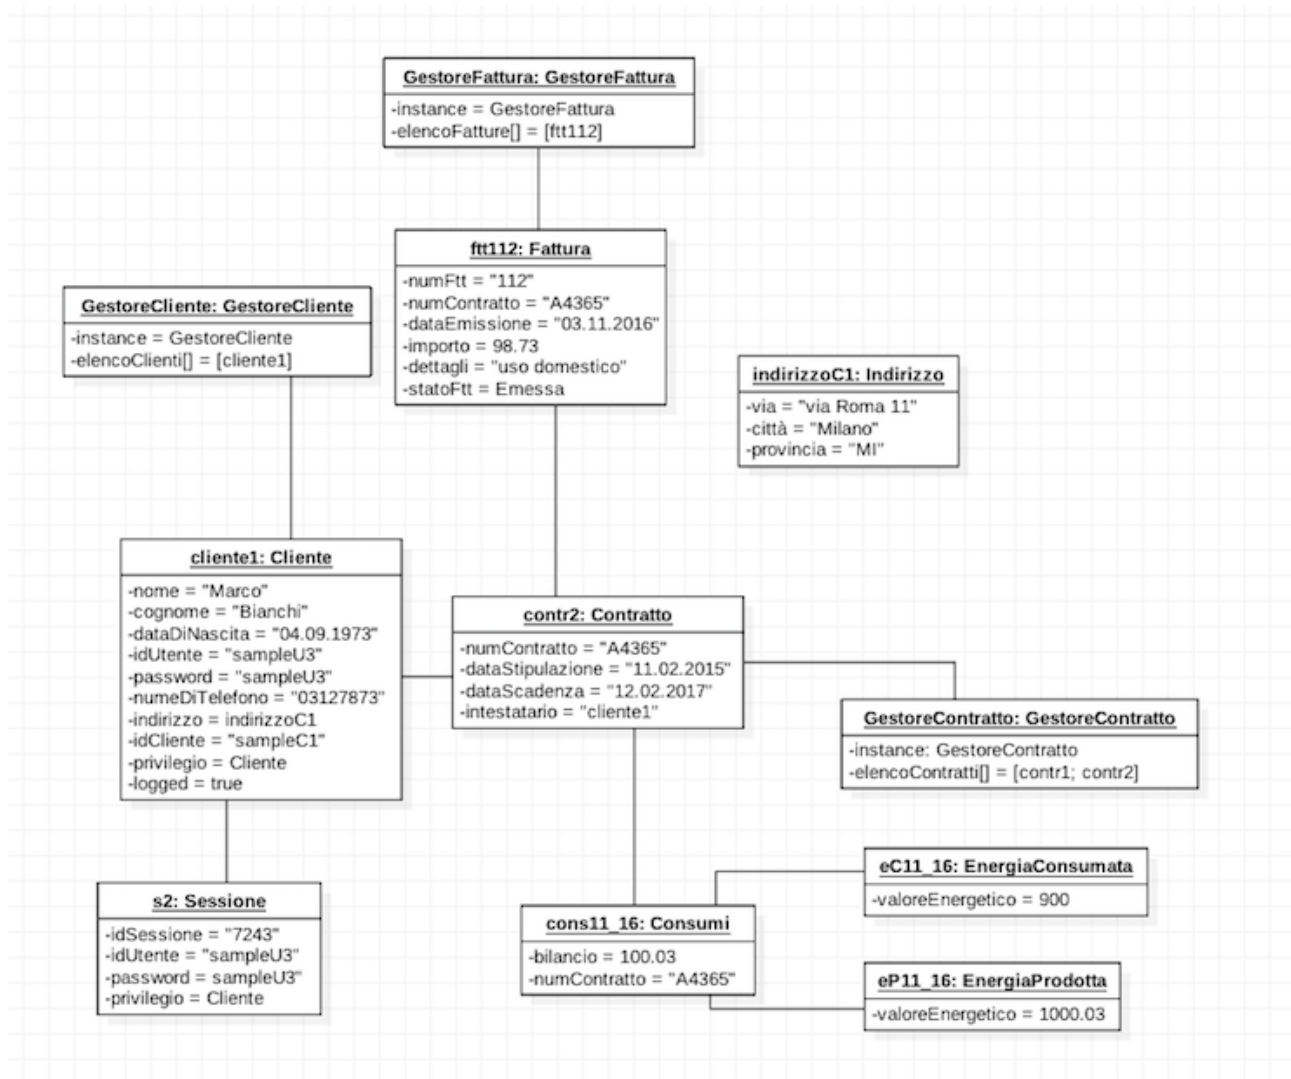 GestoreFattura: GestoreFattura
-instance = GestoreFattura
-elencoFatture[] = [ftt112]
ftt112: Fattura
-numFtt = "112"
-numContratto = "A4365"
-dataEmissione = "03.11.2016"
-importo = 98.73
-dettagli = "uso domestico"
-statoFtt = Emessa
GestoreCliente: GestoreCliente
-instance = GestoreCliente
-elencoClienti[] = [cliente1]
indirizzoC1: Indirizzo
-via = "via Roma 11"
-città = "Milano"
-provincia = "MI"
cliente1: Cliente
-nome = "Marco"
-cognome = "Bianchi"
-dataDiNascita = "04.09.1973"
-idUtente = "sampleU3"
-password = "sampleU3"
-numeDiTelefono = "03127873"
-indirizzo = indirizzoC1
-idCliente = "sampleC1"
-privilegio = Cliente
-logged = true
contr2: Contratto
-numContratto = "A4365"
-dataStipulazione = "11.02.2015"
-dataScadenza = "12.02.2017"
-intestatario = "cliente1"
GestoreContratto: GestoreContratto
-instance: GestoreContratto
-elencoContratti[] = [contr1; contr2]
s2: Sessione
-idSessione = "7243"
-idUtente = "sampleU3"
-password = sampleU3"
-privilegio = Cliente
cons11_16: Consumi
-bilancio = 100.03
-numContratto = "A4365"
eC11_16: EnergiaConsumata
-valoreEnergetico = 900
eP11_16: EnergiaProdotta
-valoreEnergetico = 1000.03